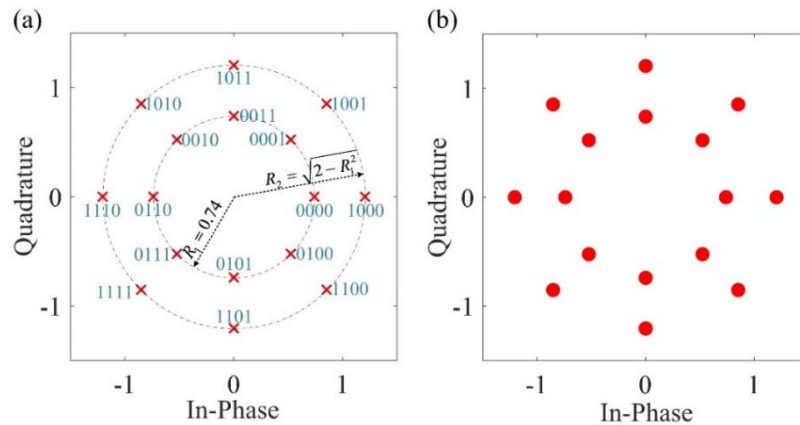 (a)
Quadrature
1
0
-1
-1 0 1
In-Phase
1011
1010
1001
0011
0010
0001
R₂ = √2 − R₁²
1110
0110
0000
1000
R₁ = 0.74
0111
0101
0100
1111
1101
1100
(b)
Quadrature
1
0
-1
-1 0 1
In-Phase